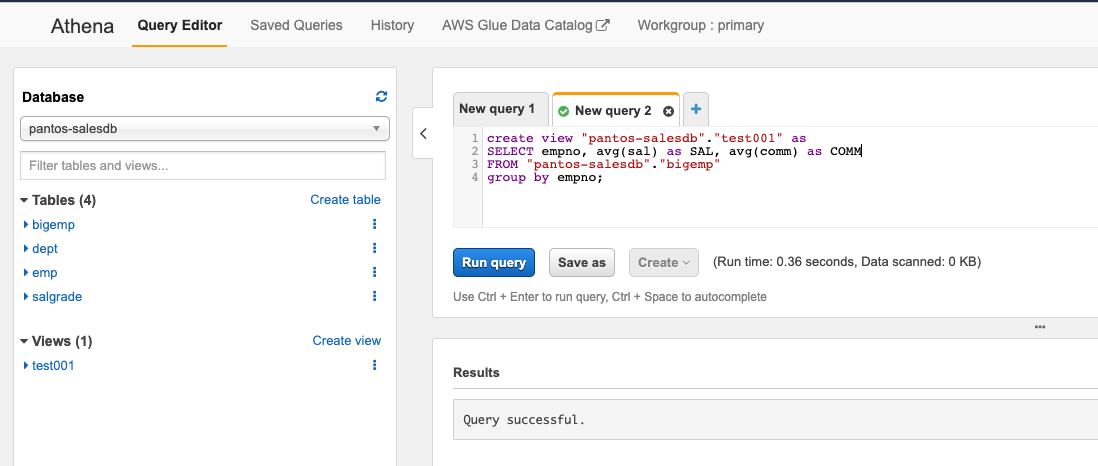 Athena Query Editor Saved Queries History AWS Glue Data Catalog Workgroup : primary
Database
pantos-salesdb
Filter tables and views...
Tables (4) Create table
bigemp
dept
emp
salgrade
Views (1) Create view
test001
New query 1 New query 2
1 create view "pantos-salesdb"."test001" as
2 SELECT empno, avg(sal) as SAL, avg(comm) as COMM
3 FROM "pantos-salesdb"."bigemp"
4 group by empno;
Run query Save as Create (Run time: 0.36 seconds, Data scanned: 0 KB)
Use Ctrl + Enter to run query, Ctrl + Space to autocomplete
Results
Query successful.